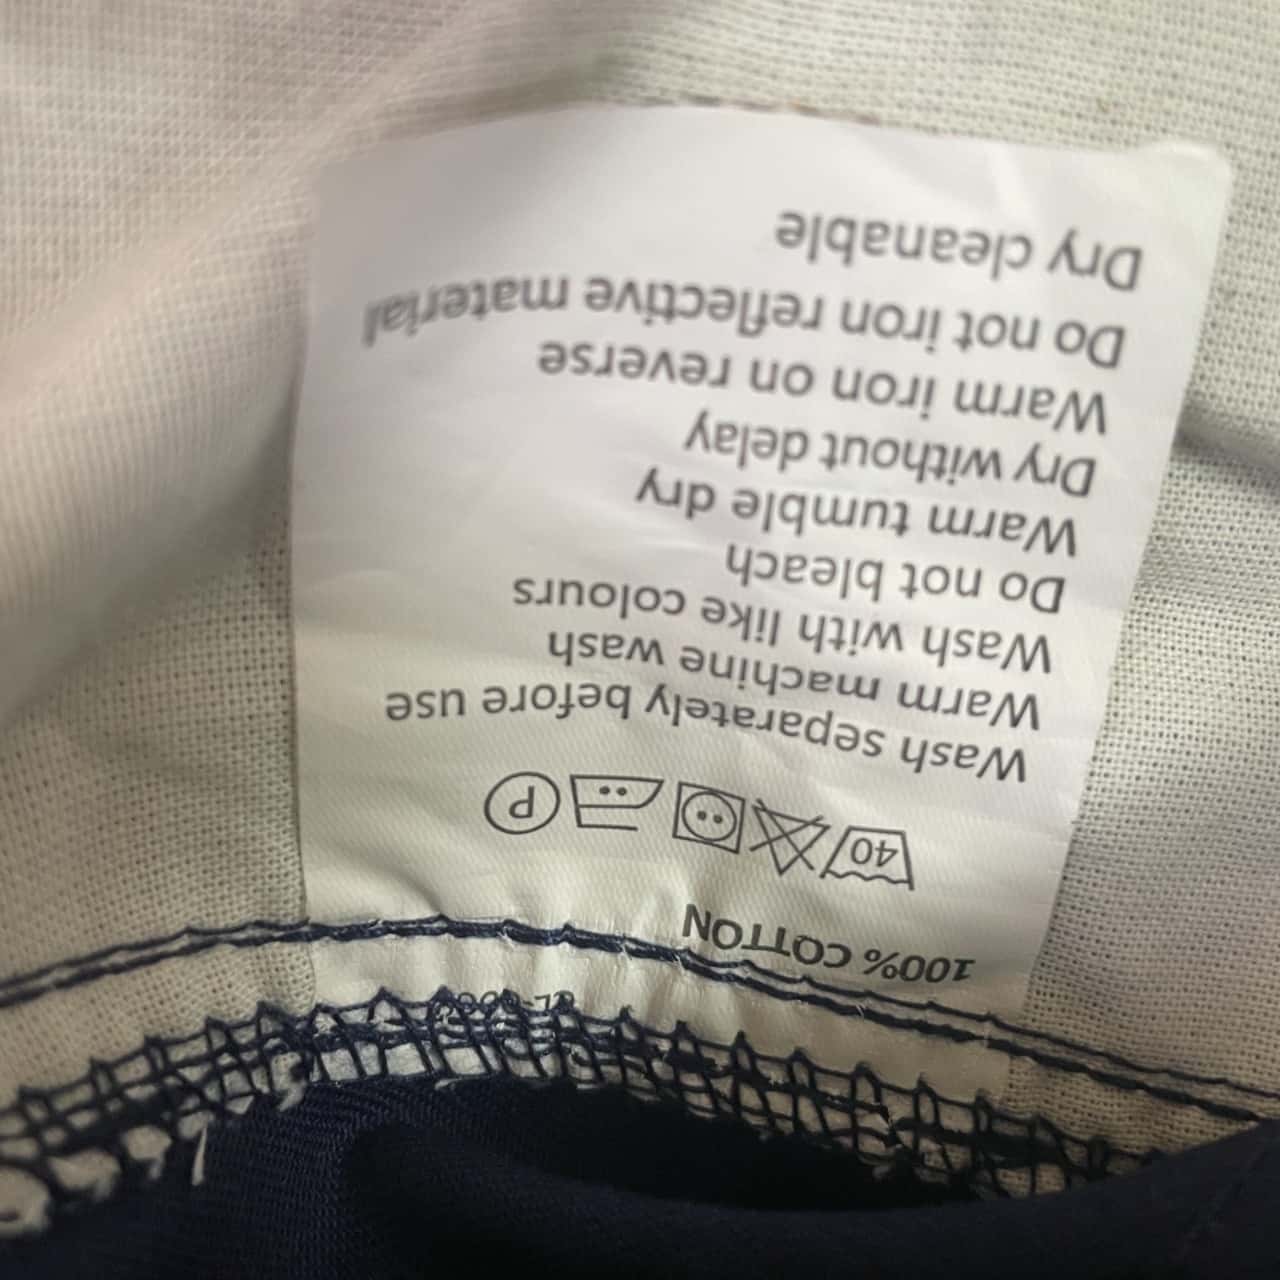 100% COTTON
40 P
Wash separately before use
Warm machine wash
Wash with like colours
Do not bleach
Warm tumble dry
Dry without delay
Warm iron on reverse
Do not iron reflective material
Dry cleanable